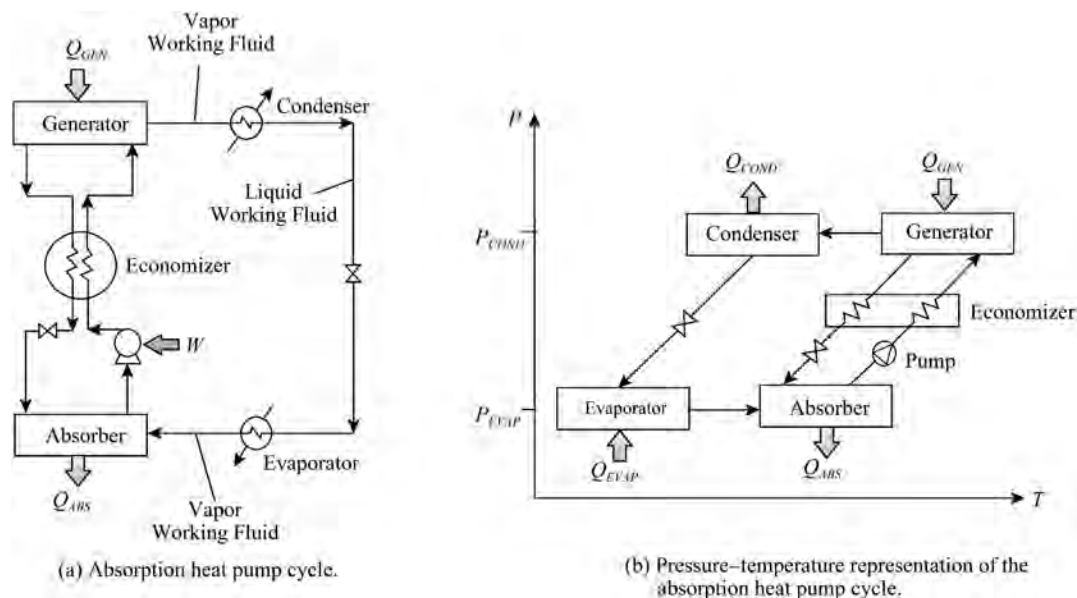 Vapor
Working Fluid
Q_GEN
Condenser
Generator
Liquid
Working Fluid
Economizer
W
Absorber
Evaporator
Q_ABS
Vapor
Working Fluid
(a) Absorption heat pump cycle.
P
Q_COND
Q_GEN
P_COND
Condenser
Generator
Economizer
Pump
P_EVAP
Evaporator
Absorber
Q_EVAP
Q_ABS
T
(b) Pressure–temperature representation of the
absorption heat pump cycle.